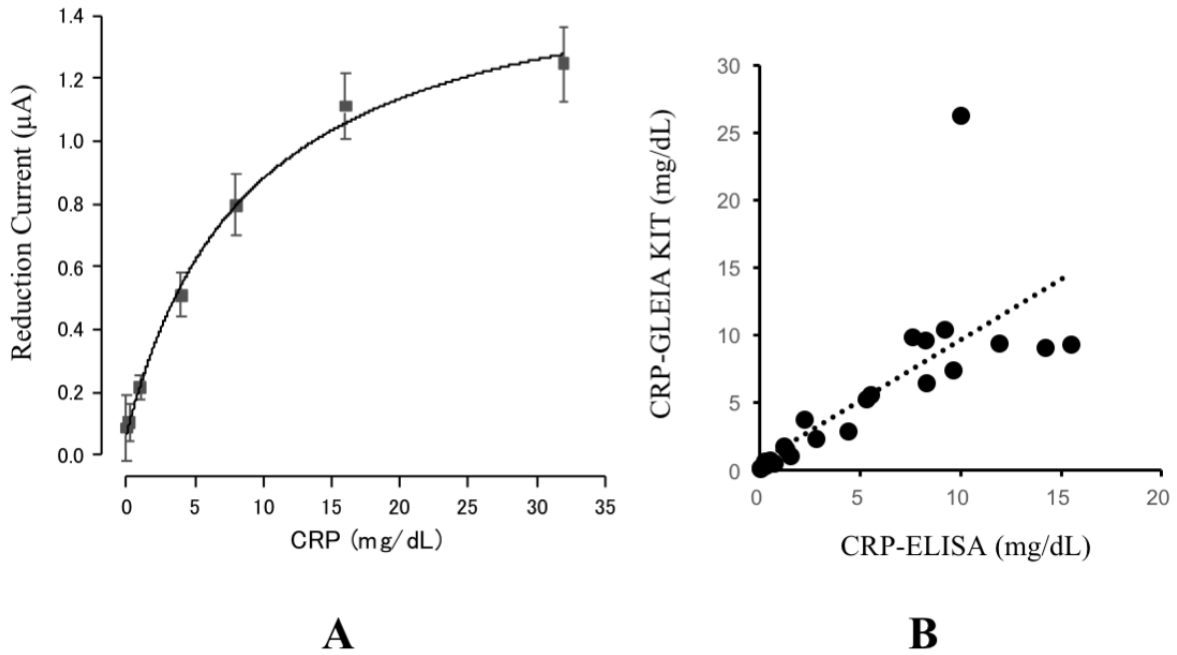 Reduction Current (μA)
1.4
1.2
1.0
0.8
0.6
0.4
0.2
0.0
0 5 10 15 20 25 30 35
CRP (mg/dL)
A
CRP-GLEIA KIT (mg/dL)
30
25
20
15
10
5
0
0 5 10 15 20
CRP-ELISA (mg/dL)
B